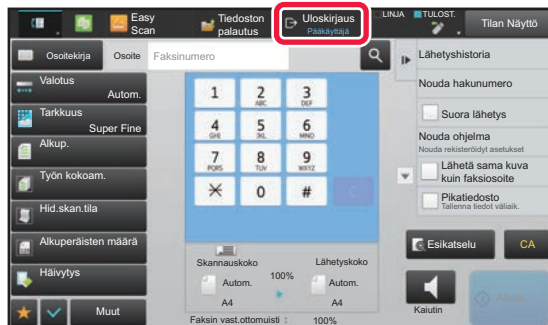 Easy
Scan
Tiedoston
palautus
Uloskirjaus
Pääkäyttäjä
LINJA
TULOST.
Tilan Näyttö
Osoitekirja
Osoite
Faksinumero
Lähetyshistoria
Valotus
Autom.
Nouda hakunumero
Tarkkuus
Super Fine
Suora lähetys
Alkup.
Nouda ohjelma
Nouda rekisteröidyt asetukset
Työn kokoam.
Lähetä sama kuva
kuin faksiosoite
Hid.skan.tila
Pikatiedosto
Tallenna tiedot väliaik.
1
2
ABC
3
DEF
4
GHI
5
JKL
6
MNO
7
PQRS
8
TUV
9
WXYZ
0
#
C
Alkuperäisten määrä
Esikatselu
CA
Häivytys
Skannauskoko
Lähetyskoko
Autom.
100%
Autom.
A4
A4
Muut
Kaiutin
Aloita
Faksin vast.ottomuisti :
100%